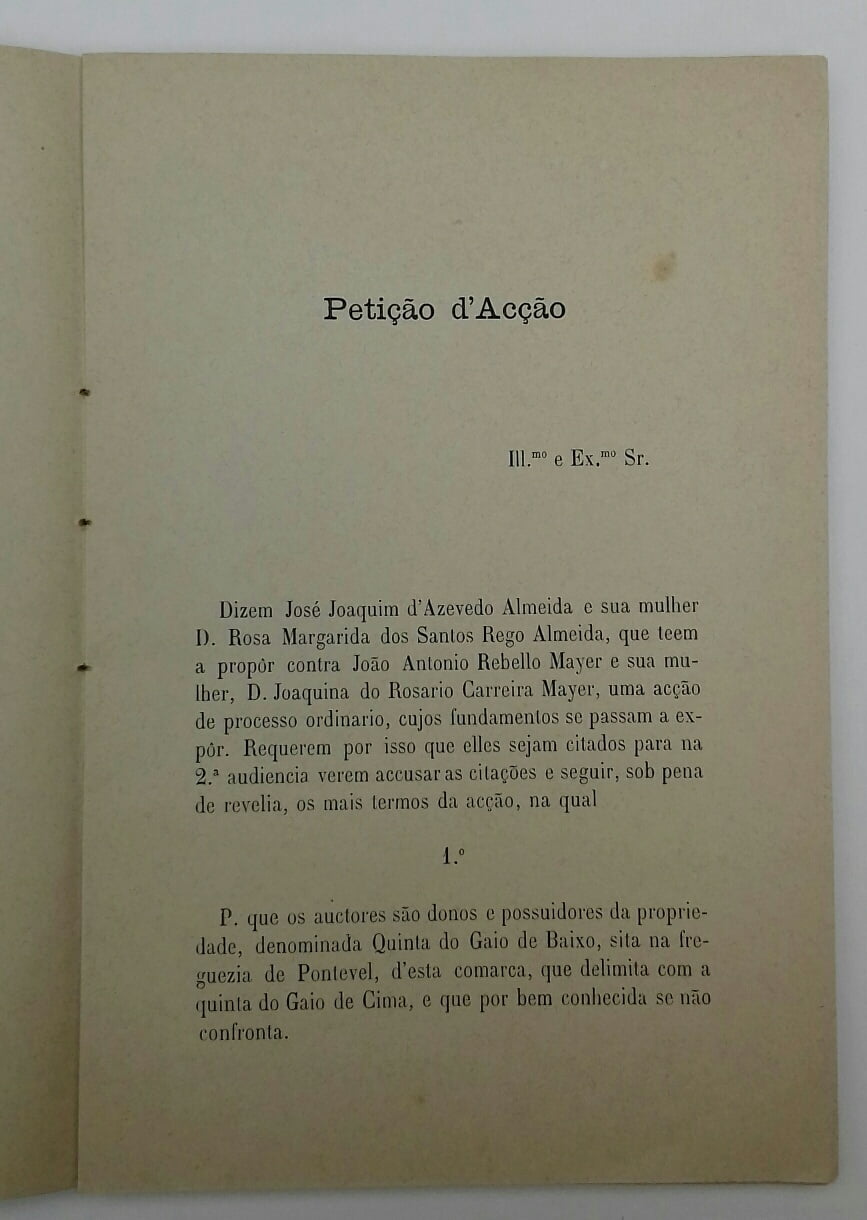 Petição d'Acção
Ill.mo e Ex.mo Sr.
Dizem José Joaquim d'Azevedo Almeida e sua mulher
D. Rosa Margarida dos Santos Rego Almeida, que teem
a propôr contra João Antonio Rebello Mayer e sua mu-
lher, D. Joaquina do Rosario Carreira Mayer, uma acção
de processo ordinario, cujos fundamentos se passam a ex-
pôr. Requerem por isso que elles sejam citados para na
2.ª audiencia verem accusar as citações e seguir, sob pena
de revelia, os mais termos da acção, na qual
1.º
P. que os auctores são donos e possuidores da proprie-
dade, denominada Quinta do Gaio de Baixo, sita na fre-
guezia de Pontevel, d'esta comarca, que delimita com a
quinta do Gaio de Cima, e que por bem conhecida se não
confronta.